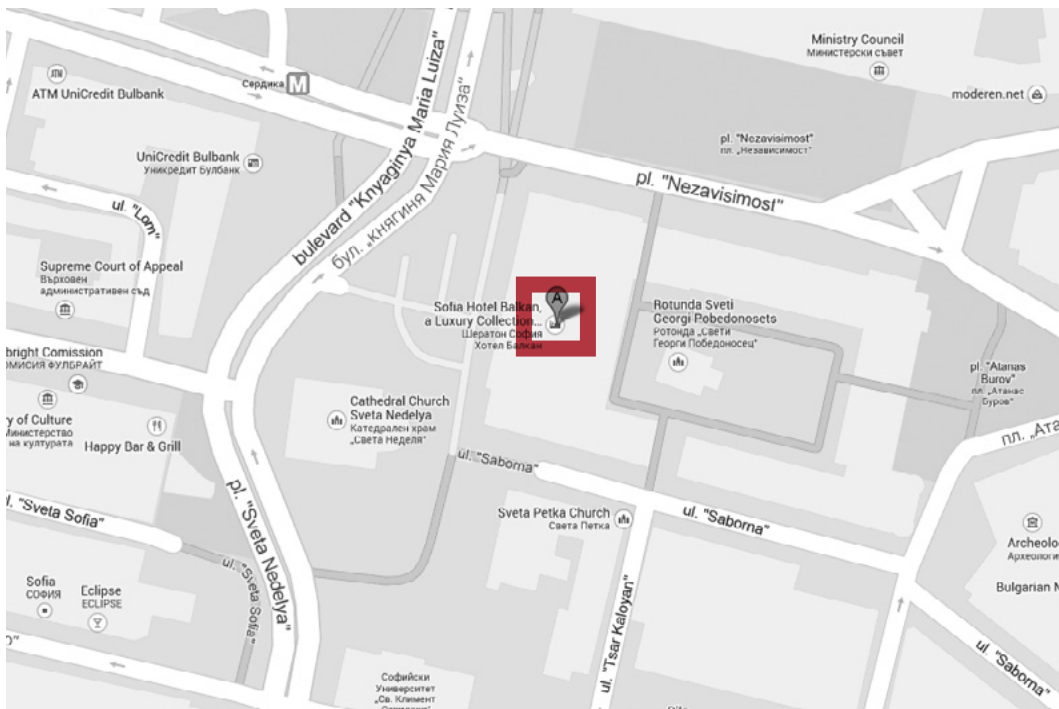 Ministry Council
Министерски съвет
moderen.net
Сердика M
ATM UniCredit Bulbank
UniCredit Bulbank
Уникредит Булбанк
bulevard "Knyaginya Maria Luiza"
бул. „Княгиня Мария Луиза"
pl. "Nezavisimost"
пл. „Независимост"
pl. "Nezavisimost"
ul. "Lom"
Supreme Court of Appeal
Върховен
административен съд
A
Sofia Hotel Balkan,
a Luxury Collection...
Шератон София
Хотел Балкан
Rotunda Sveti
Georgi Pobedonosets
Ротонда „Свети
Георги Победоносец"
pl. "Atanas
Burov"
пл. „Атанас
Буров"
bright Comission
ОМИСИЯ ФУЛБРАЙТ
ry of Culture
Министерство
на културата
Happy Bar & Grill
Cathedral Church
Sveta Nedelya
Катедрален храм
„Света Неделя"
пл. „Ата
ul. "Saborna"
l. "Sveta Sofia"
pl. "Sveta Nedelya"
Sveta Petka Church
Света Петка
ul. "Saborna"
Archeolo
Археологи
Bulgarian N
ul. "Sveta Sofia"
Sofia
СОФИЯ
Eclipse
ECLIPSE
ul. "Tsar Kaloyan"
ul. "Saborna"
Софийски
Университет
„Св. Климент